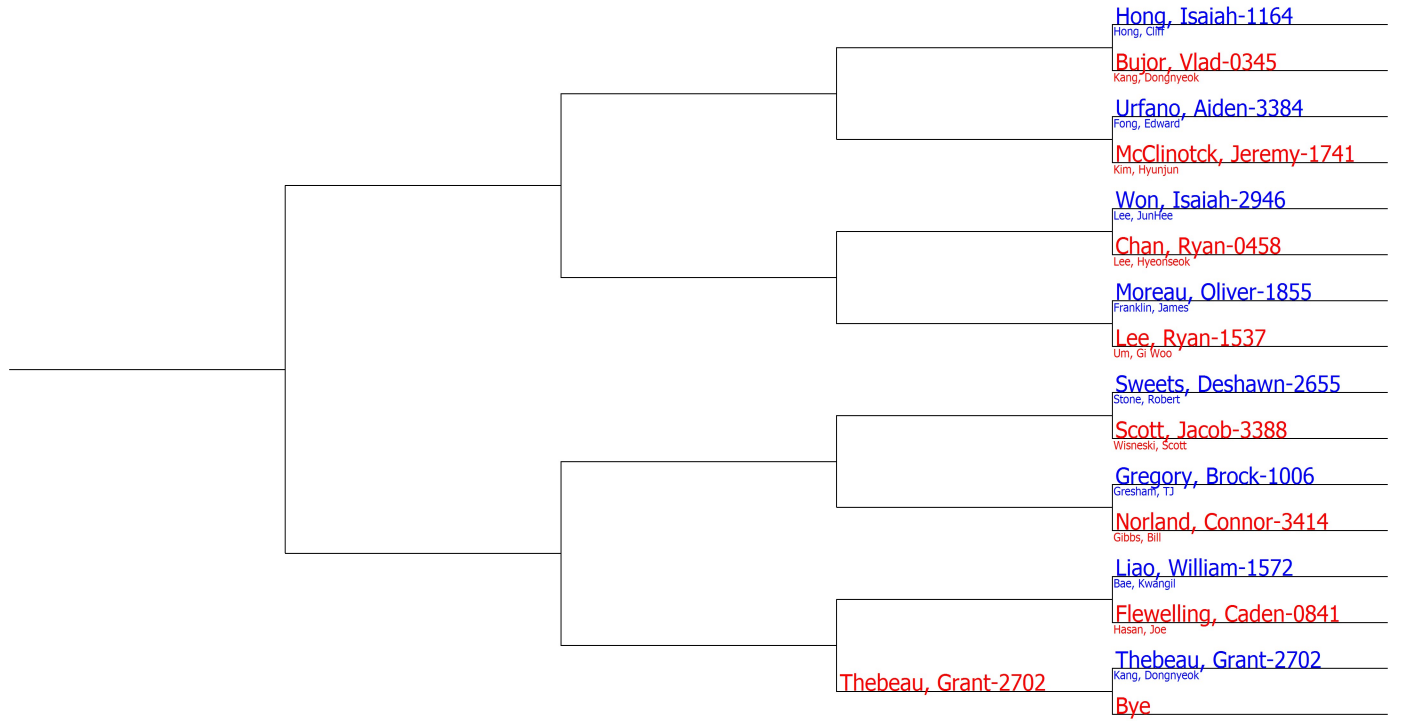 Hong, Isaiah-1164
Hong, Cliff
Bujor, Vlad-0345
Kang, Dongnyeok
Urfano, Aiden-3384
Fong, Edward
McClinotck, Jeremy-1741
Kim, Hyunjun
Won, Isaiah-2946
Lee, JunHee
Chan, Ryan-0458
Lee, Hyeonseok
Moreau, Oliver-1855
Franklin, James
Lee, Ryan-1537
Um, Gi Woo
Sweets, Deshawn-2655
Stone, Robert
Scott, Jacob-3388
Wisneski, Scott
Gregory, Brock-1006
Gresham, TJ
Norland, Connor-3414
Gibbs, Bill
Liao, William-1572
Bae, Kwangil
Flewelling, Caden-0841
Hasan, Joe
Thebeau, Grant-2702
Kang, Dongnyeok
Thebeau, Grant-2702
Bye